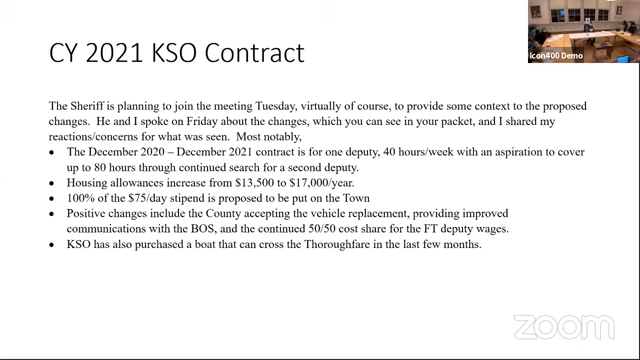 CY 2021 KSO Contract
Icon400 Demo
The Sheriff is planning to join the meeting Tuesday, virtually of course, to provide some context to the proposed
changes.  He and I spoke on Friday about the changes, which you can see in your packet, and I shared my
reactions/concerns for what was seen.  Most notably,
• The December 2020 – December 2021 contract is for one deputy, 40 hours/week with an aspiration to cover
up to 80 hours through continued search for a second deputy.
• Housing allowances increase from $13,500 to $17,000/year.
• 100% of the $75/day stipend is proposed to be put on the Town
• Positive changes include the County accepting the vehicle replacement, providing improved
communications with the BOS, and the continued 50/50 cost share for the FT deputy wages.
• KSO has also purchased a boat that can cross the Thoroughfare in the last few months.
zoom